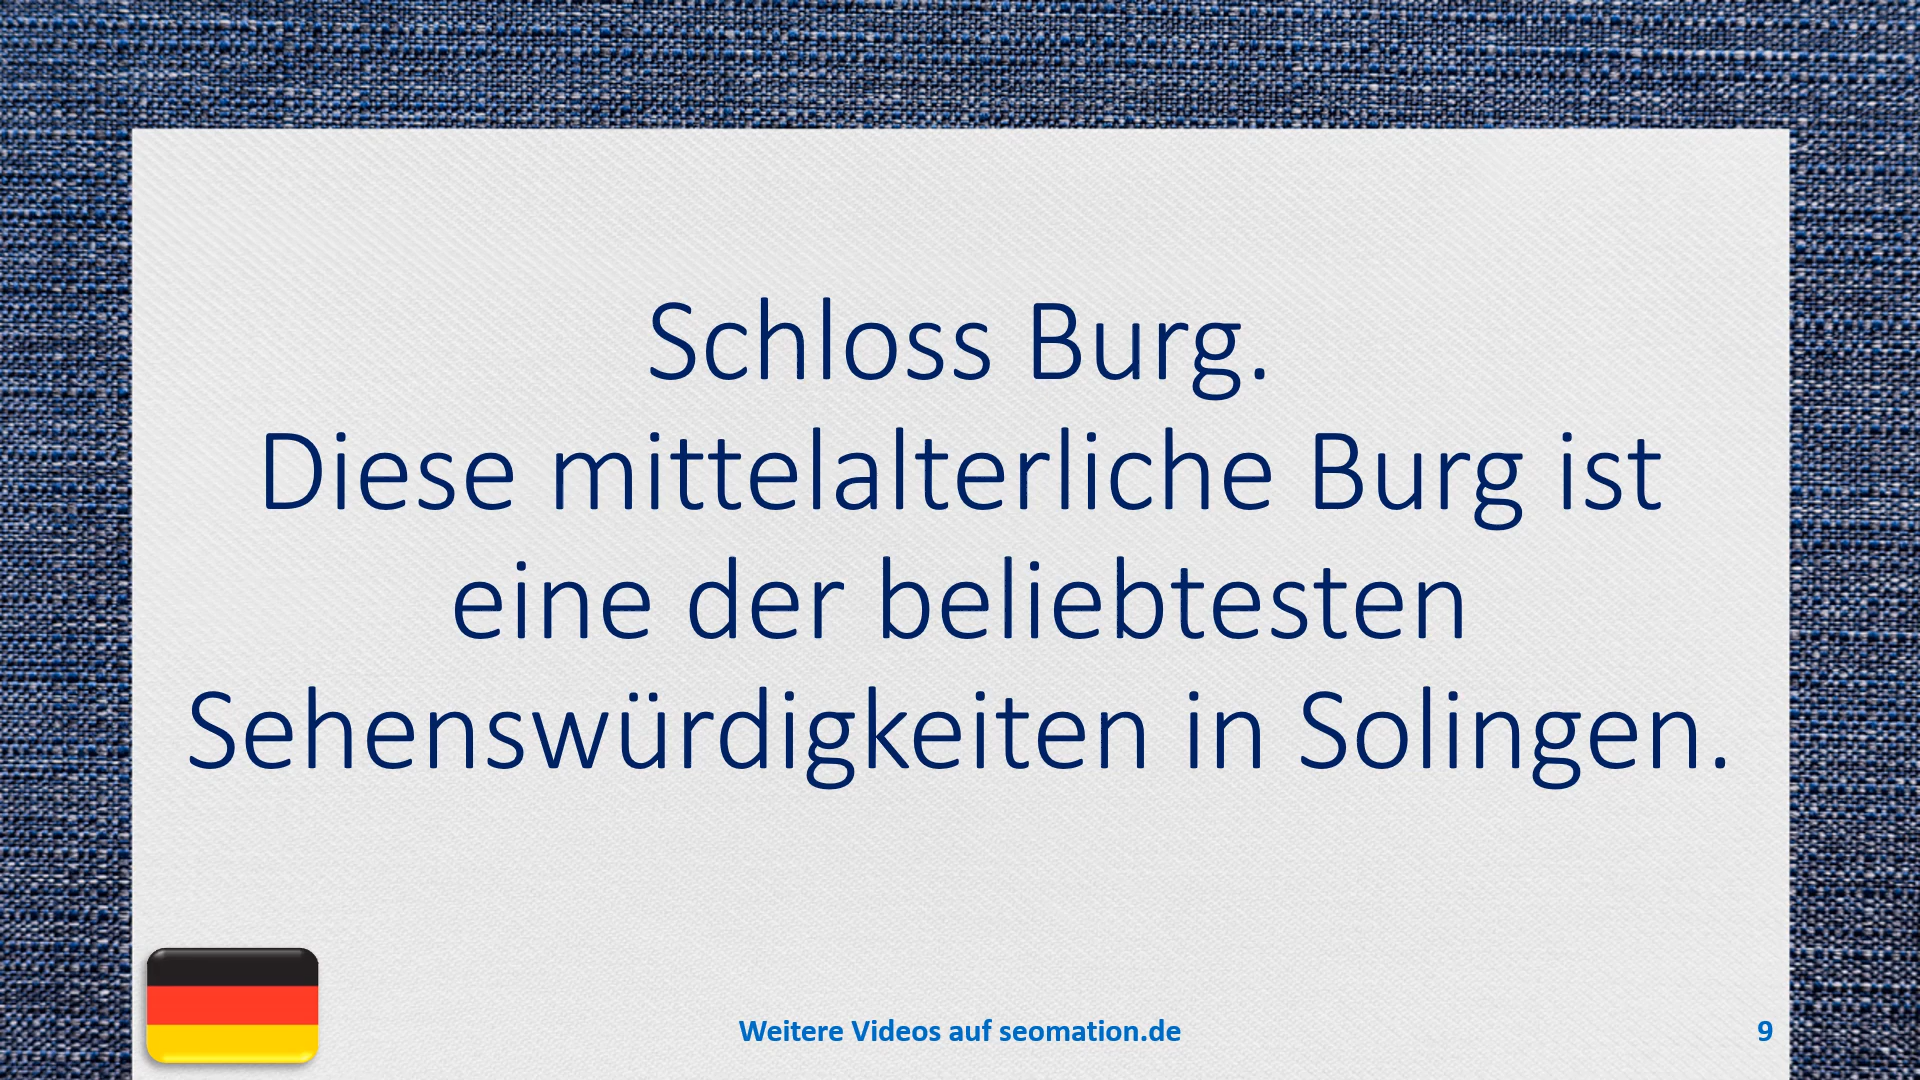 Schloss Burg.
Diese mittelalterliche Burg ist
eine der beliebtesten
Sehenswürdigkeiten in Solingen.
Weitere Videos auf seomation.de
9